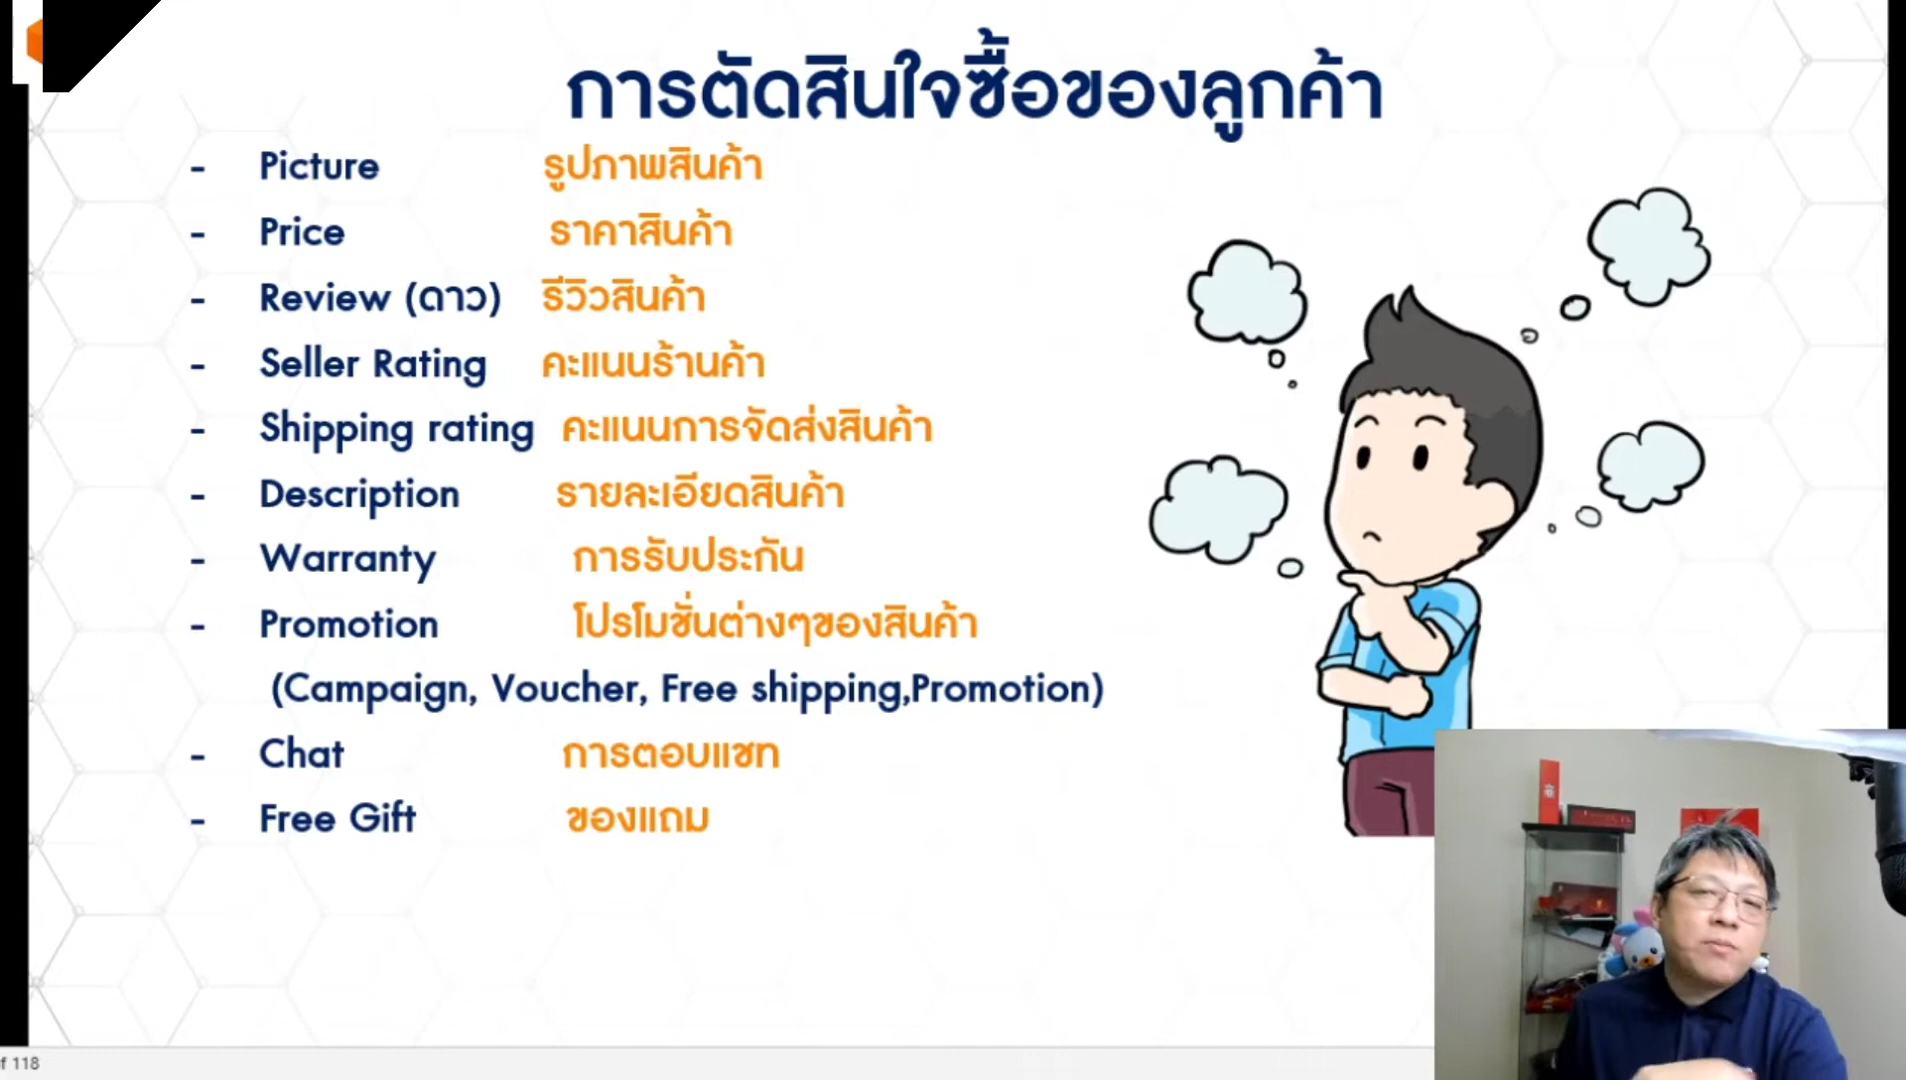 การตัดสินใจซื้อของลูกค้า
- Picture รูปภาพสินค้า
- Price ราคาสินค้า
- Review (ดาว) รีวิวสินค้า
- Seller Rating คะแนนร้านค้า
- Shipping rating คะแนนการจัดส่งสินค้า
- Description รายละเอียดสินค้า
- Warranty การรับประกัน
- Promotion โปรโมชั่นต่างๆของสินค้า
(Campaign, Voucher, Free shipping,Promotion)
- Chat การตอบแชท
- Free Gift ของแถม
of 118